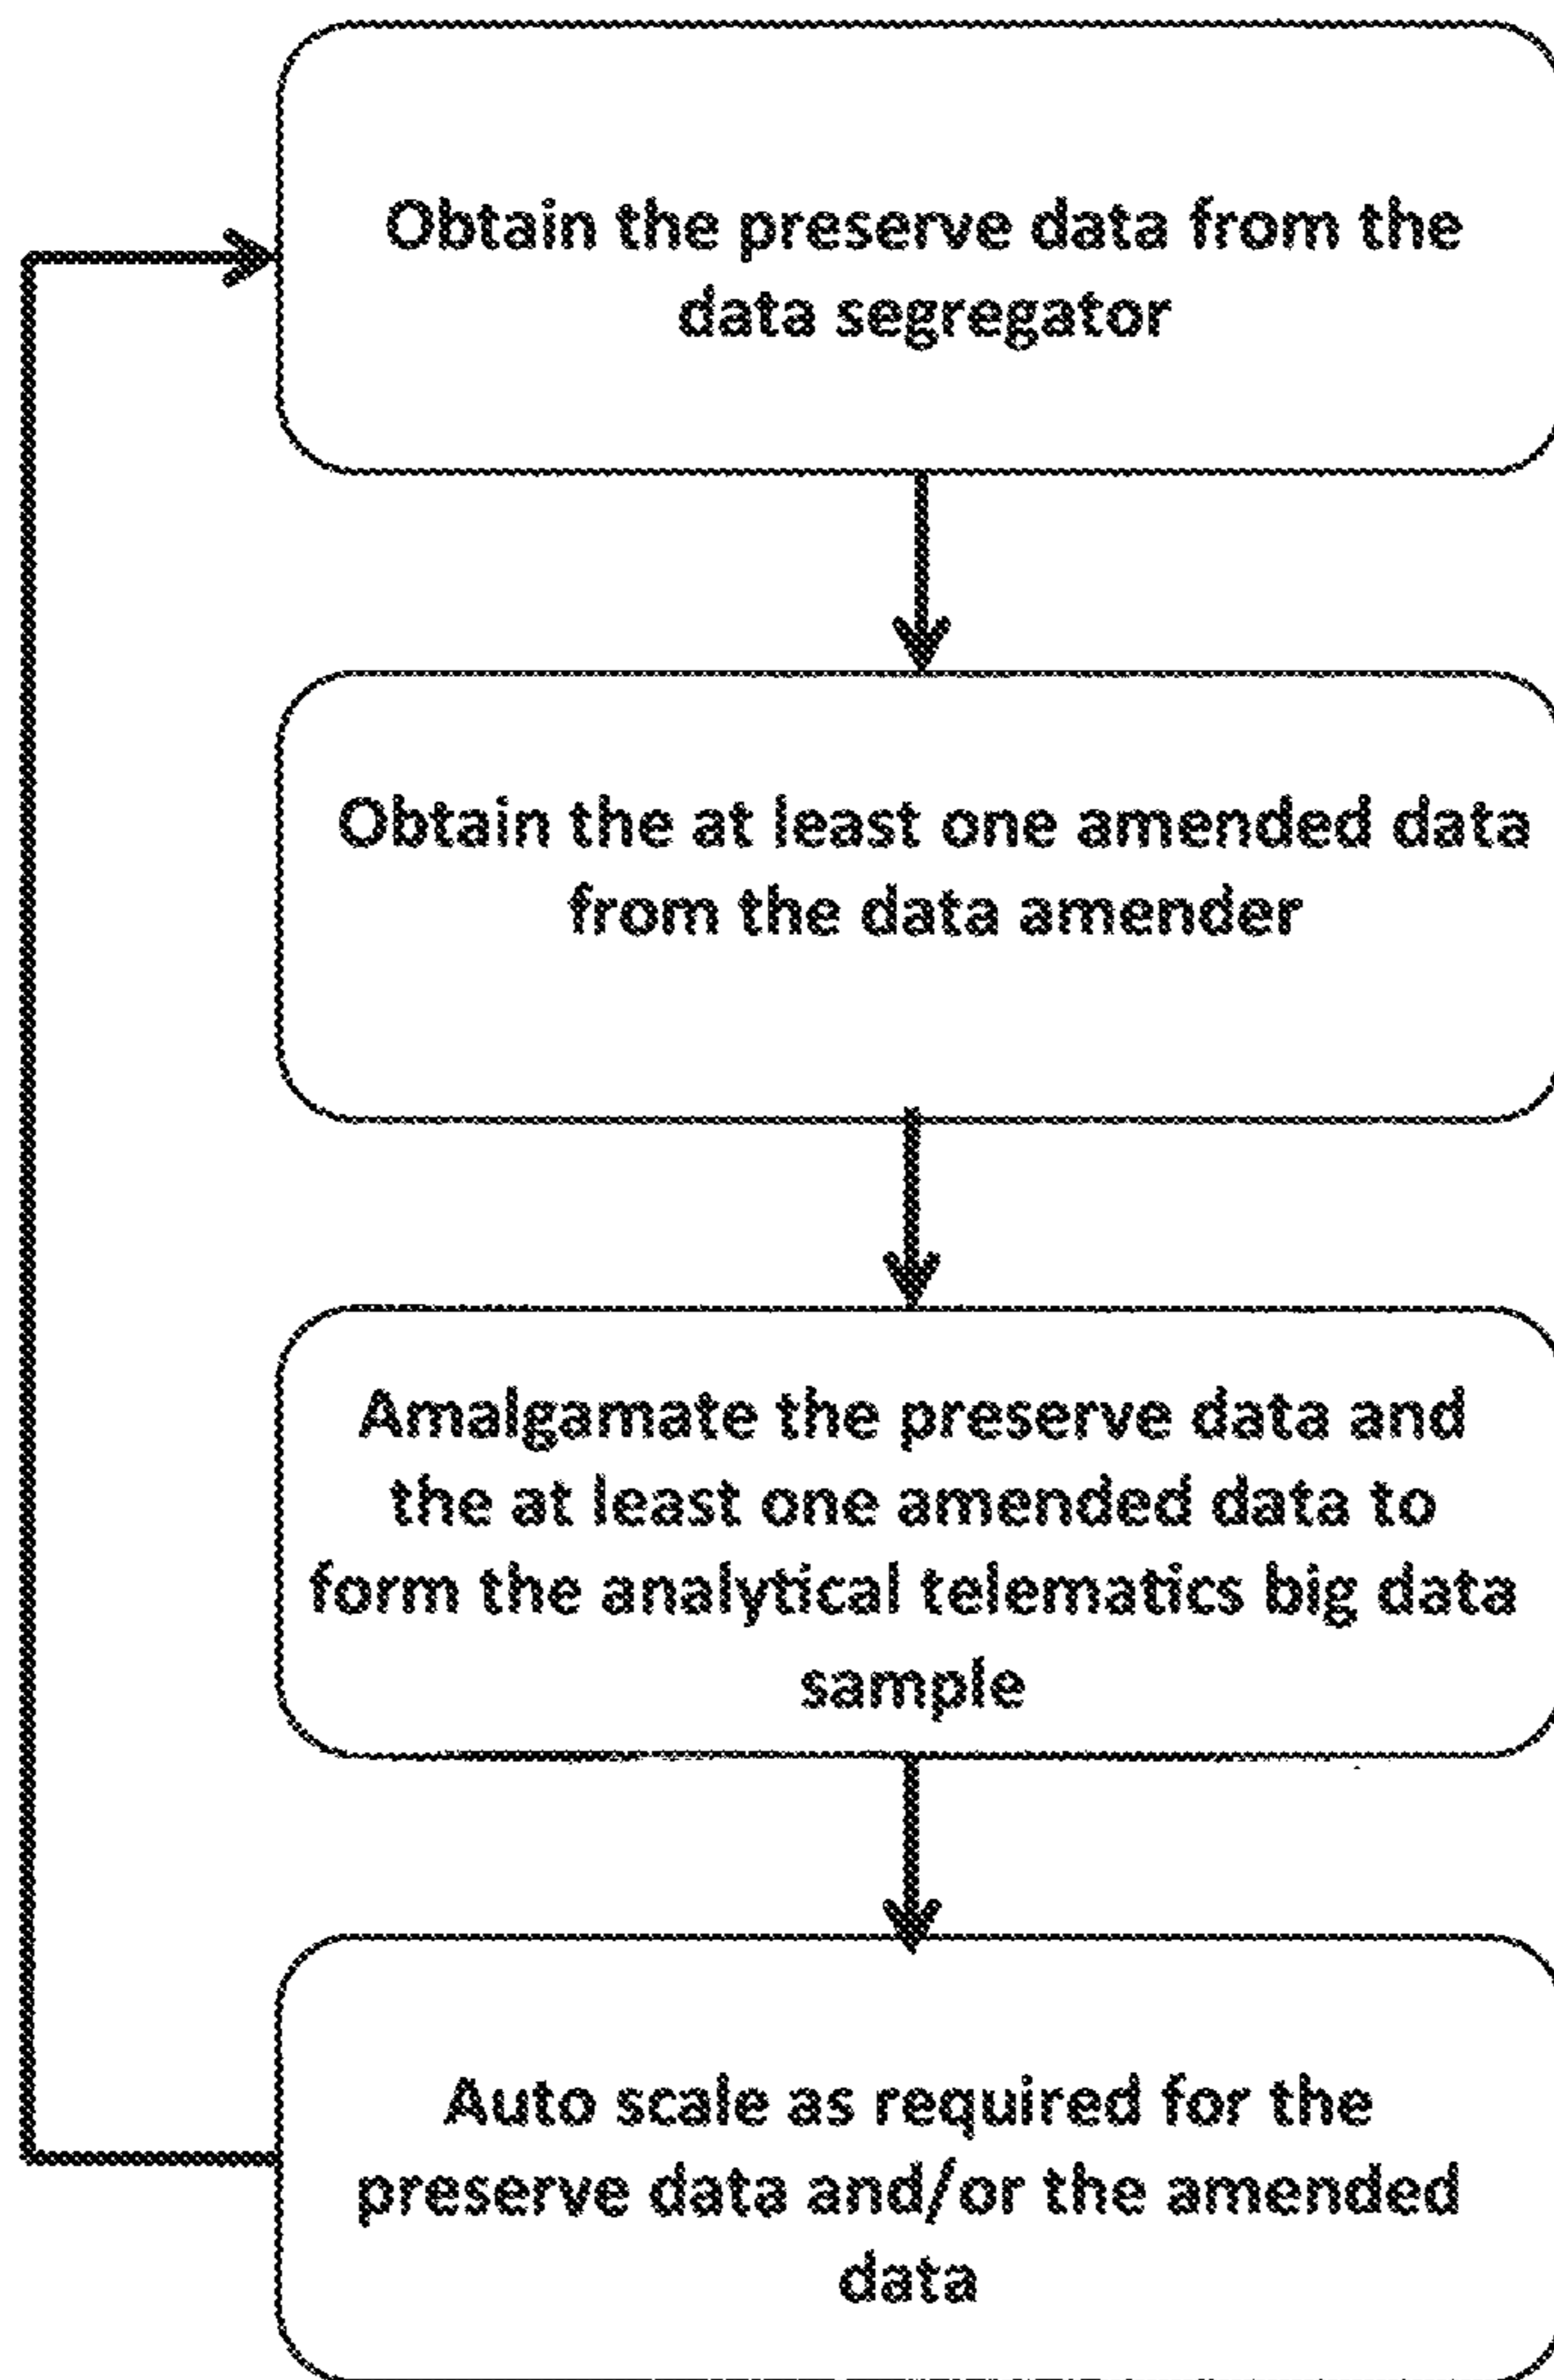 Obtain the preserve data from the
data segregator
Obtain the at least one amended data
from the data amender
Amalgamate the preserve data and
the at least one amended data to
form the analytical telematics big data
sample
Auto scale as required for the
preserve data and/or the amended
data